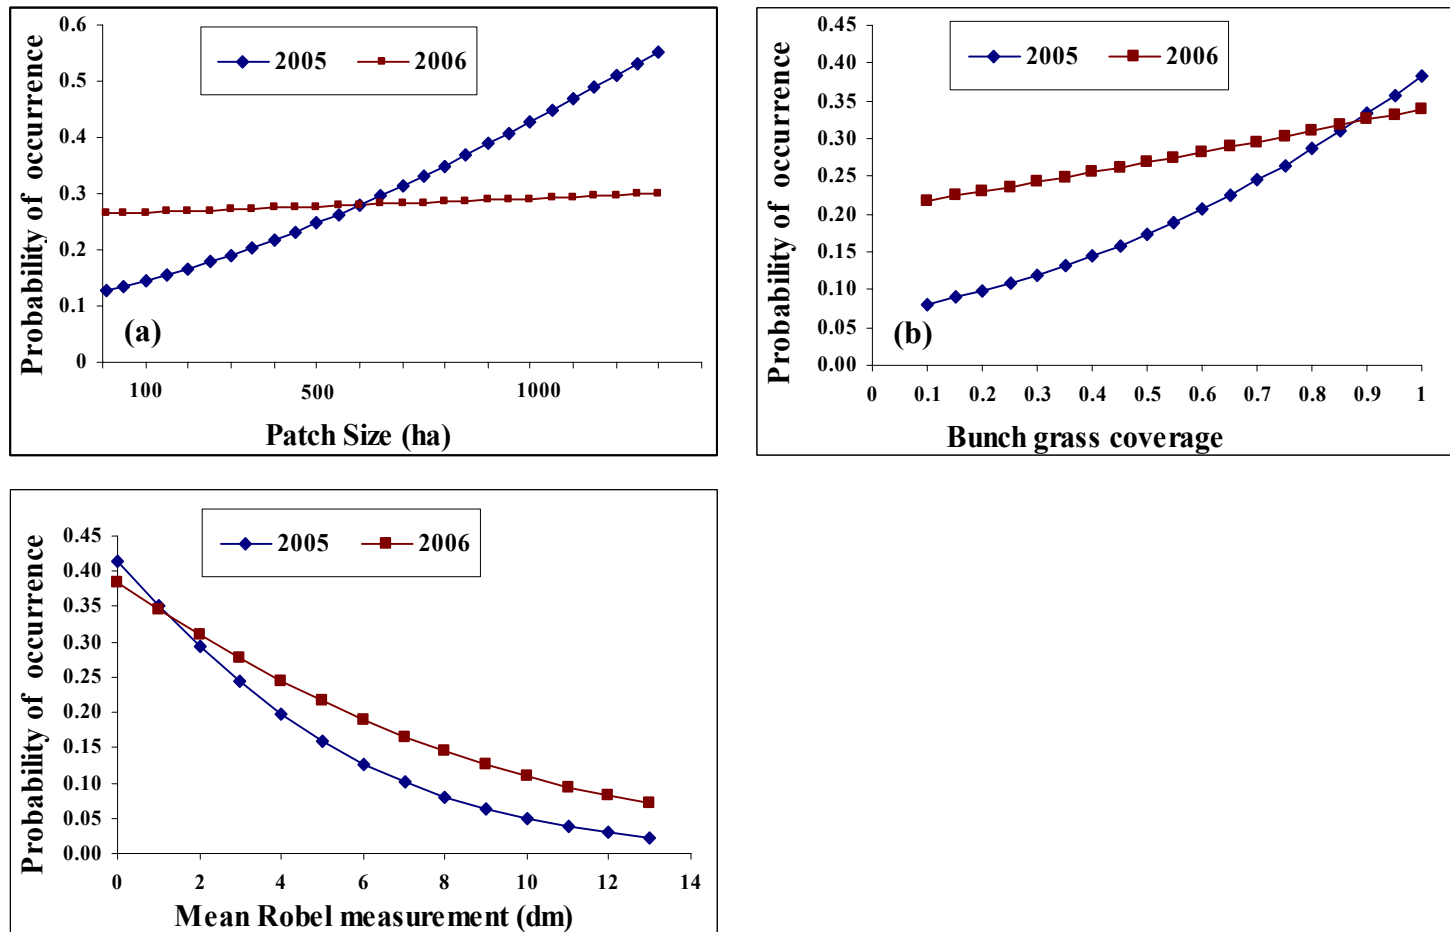 0.6
0.5
0.4
0.3
0.2
0.1
0
Probability of occurrence
2005 2006
(a)
100 500 1000
Patch Size (ha)
0.45
0.40
0.35
0.30
0.25
0.20
0.15
0.10
0.05
0.00
Probability of occurrence
2005 2006
(b)
0 0.1 0.2 0.3 0.4 0.5 0.6 0.7 0.8 0.9 1
Bunch grass coverage
0.45
0.40
0.35
0.30
0.25
0.20
0.15
0.10
0.05
0.00
Probability of occurrence
2005 2006
0 2 4 6 8 10 12 14
Mean Robel measurement (dm)